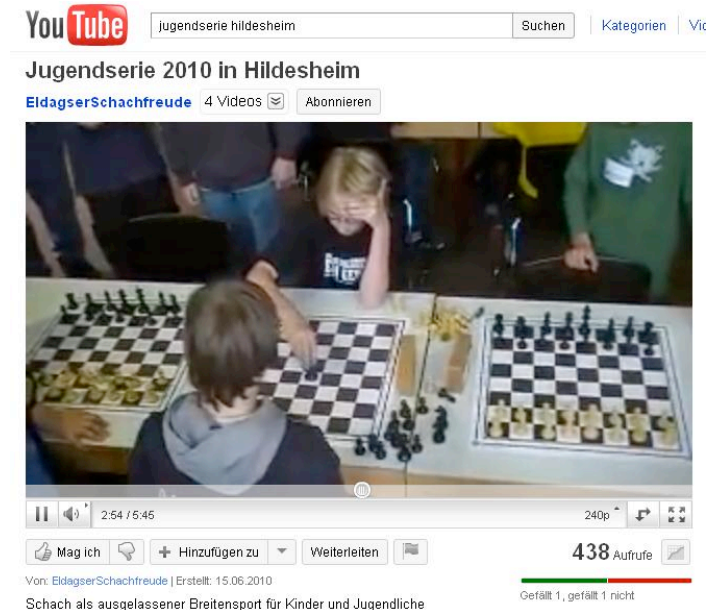 You Tube jugendserie hildesheim Suchen Kategorien
Jugendserie 2010 in Hildesheim
EldagserSchachfreude 4 Videos Abonnieren
2:54 / 5:45 240p
Mag ich Hinzufügen zu Weiterleiten 438 Aufrufe
Von: EldagserSchachfreude | Erstellt: 15.06.2010
Gefällt 1, gefällt 1 nicht
Schach als ausgelassener Breitensport für Kinder und Jugendliche